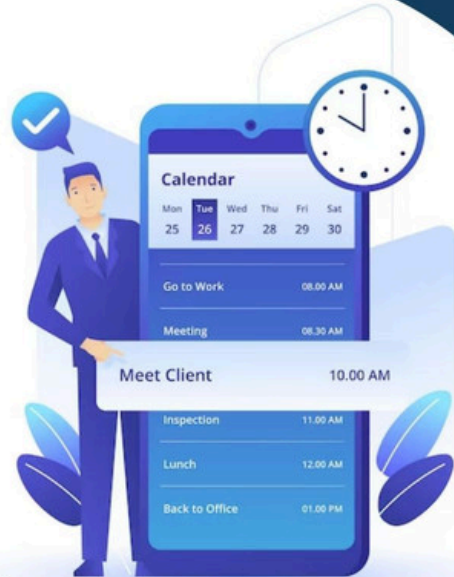 Calendar
Mon Tue Wed Thu Fri Sat
25 26 27 28 29 30
Go to Work 08.00 AM
Meeting 08.30 AM
Meet Client 10.00 AM
Inspection 11.00 AM
Lunch 12.00 AM
Back to Office 01.00 PM